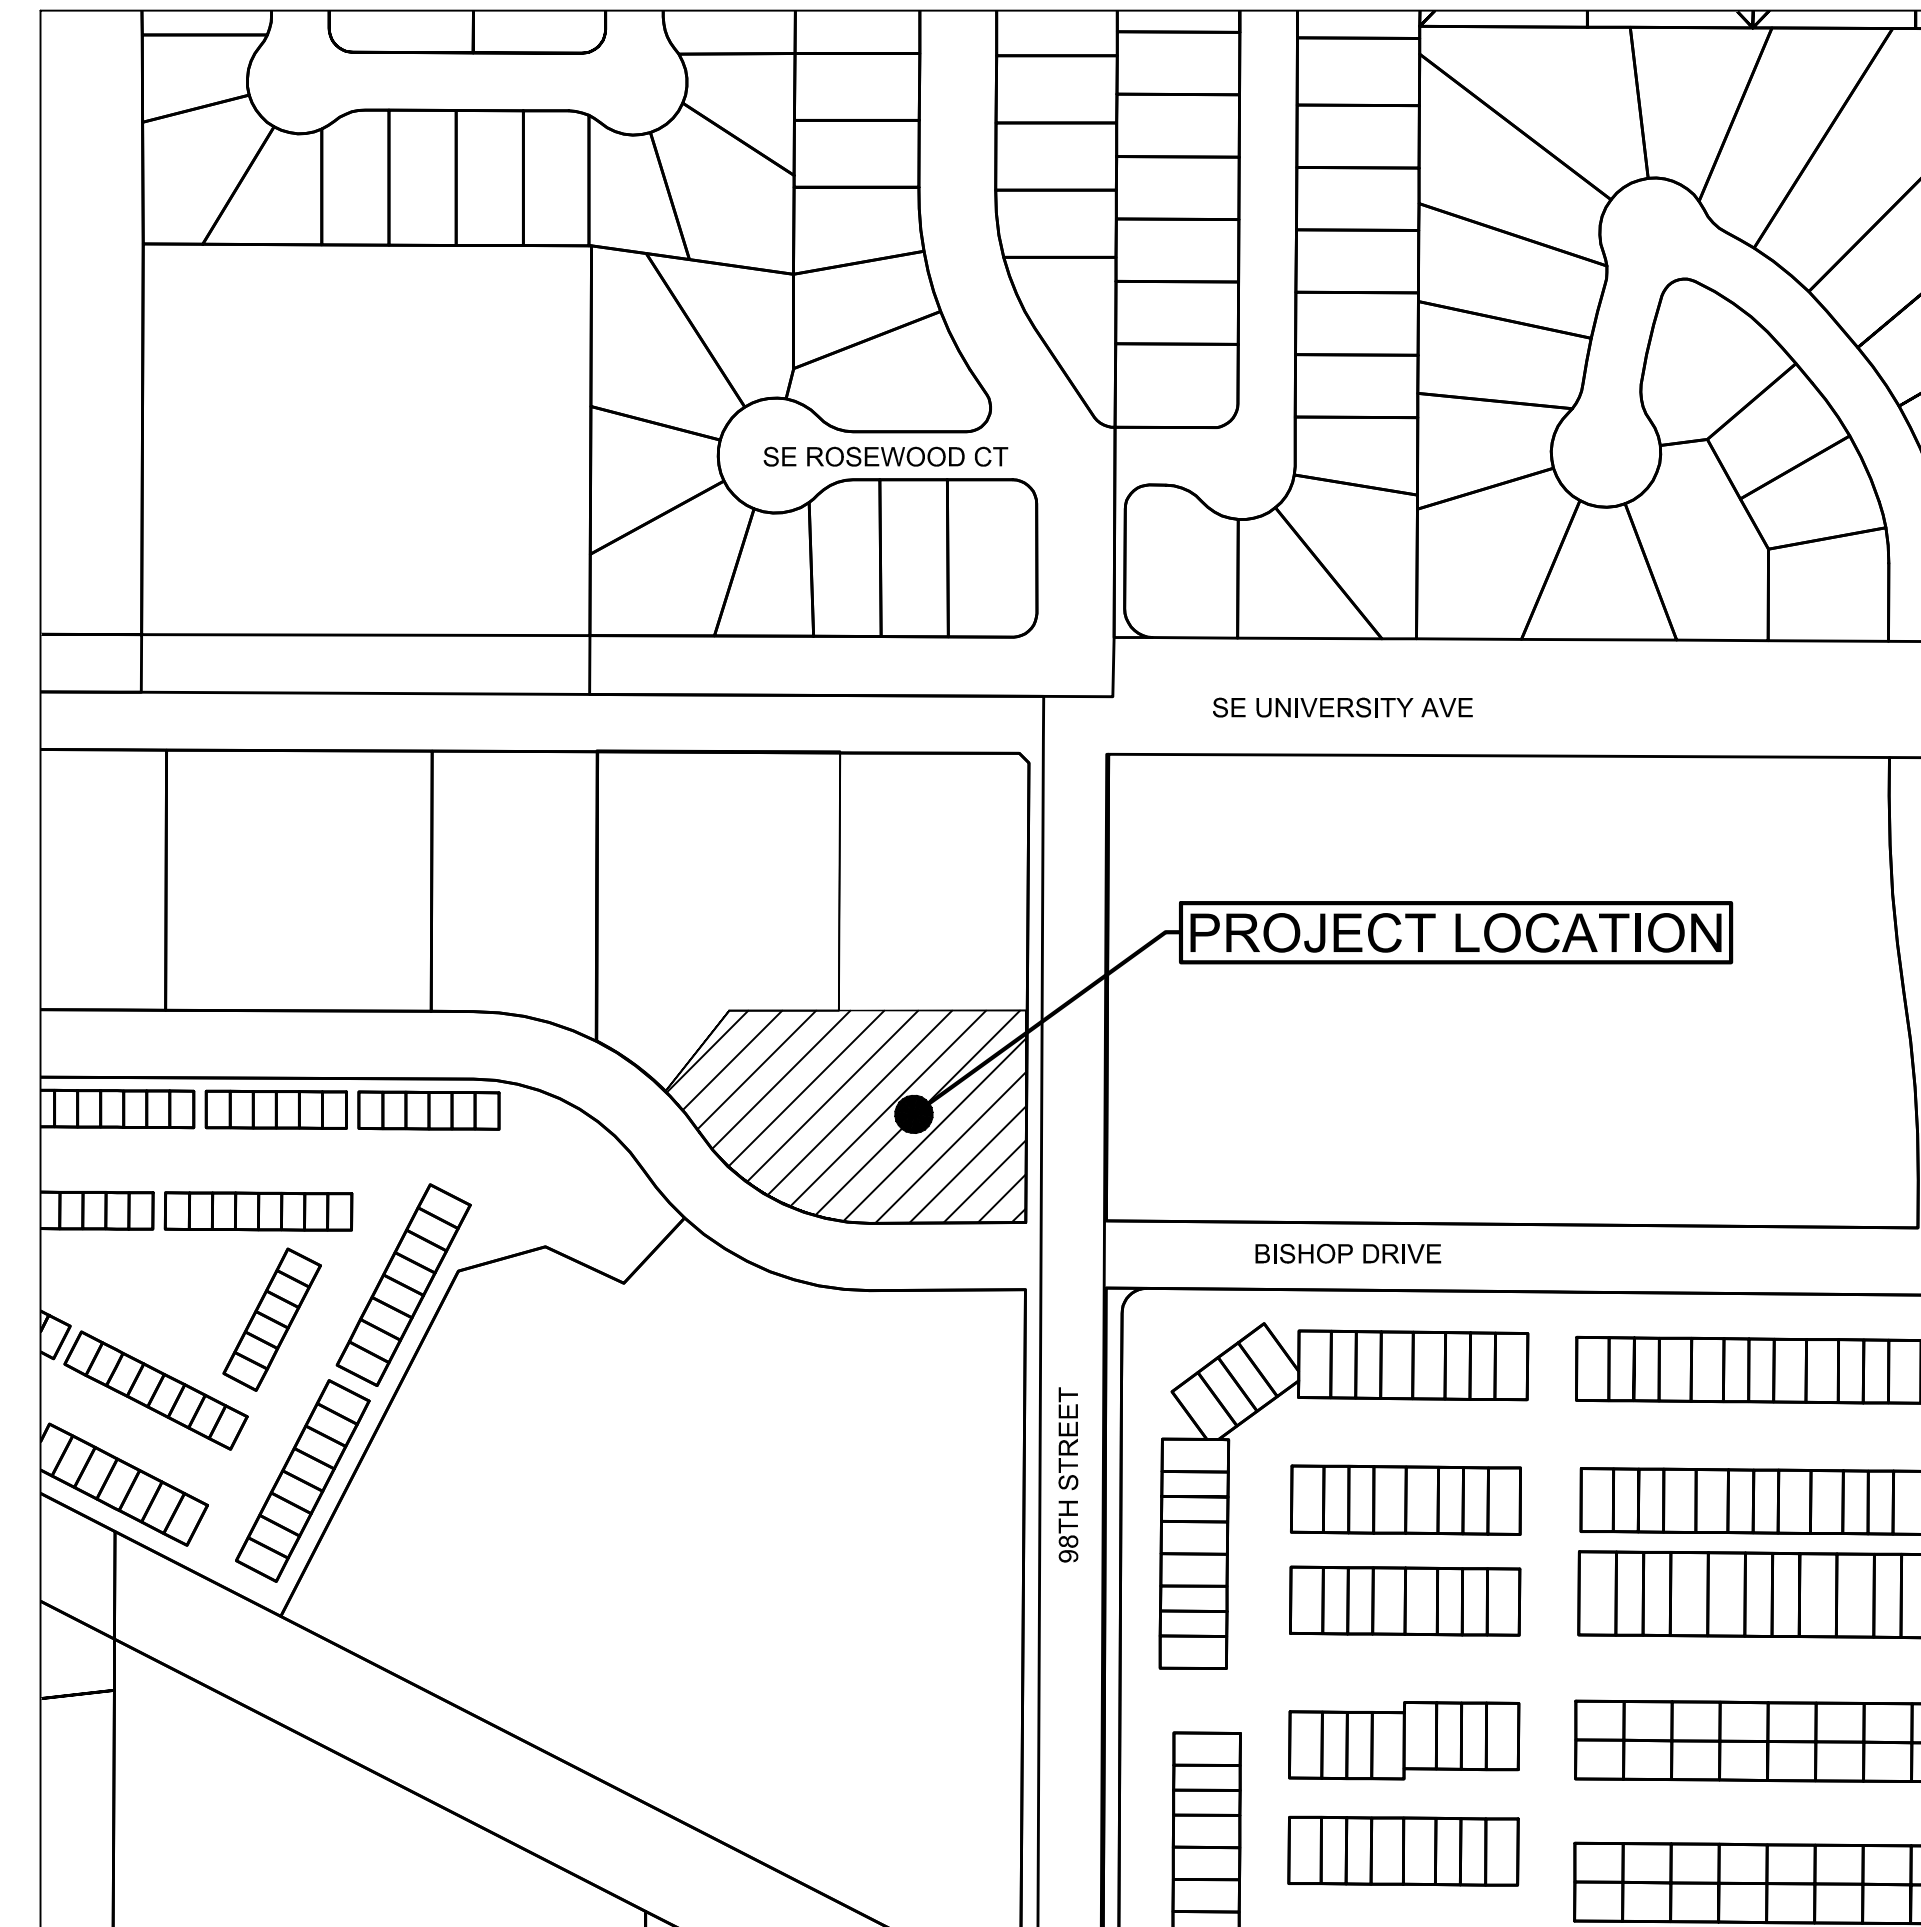 SE ROSEWOOD CT
SE UNIVERSITY AVE
PROJECT LOCATION
BISHOP DRIVE
98TH STREET